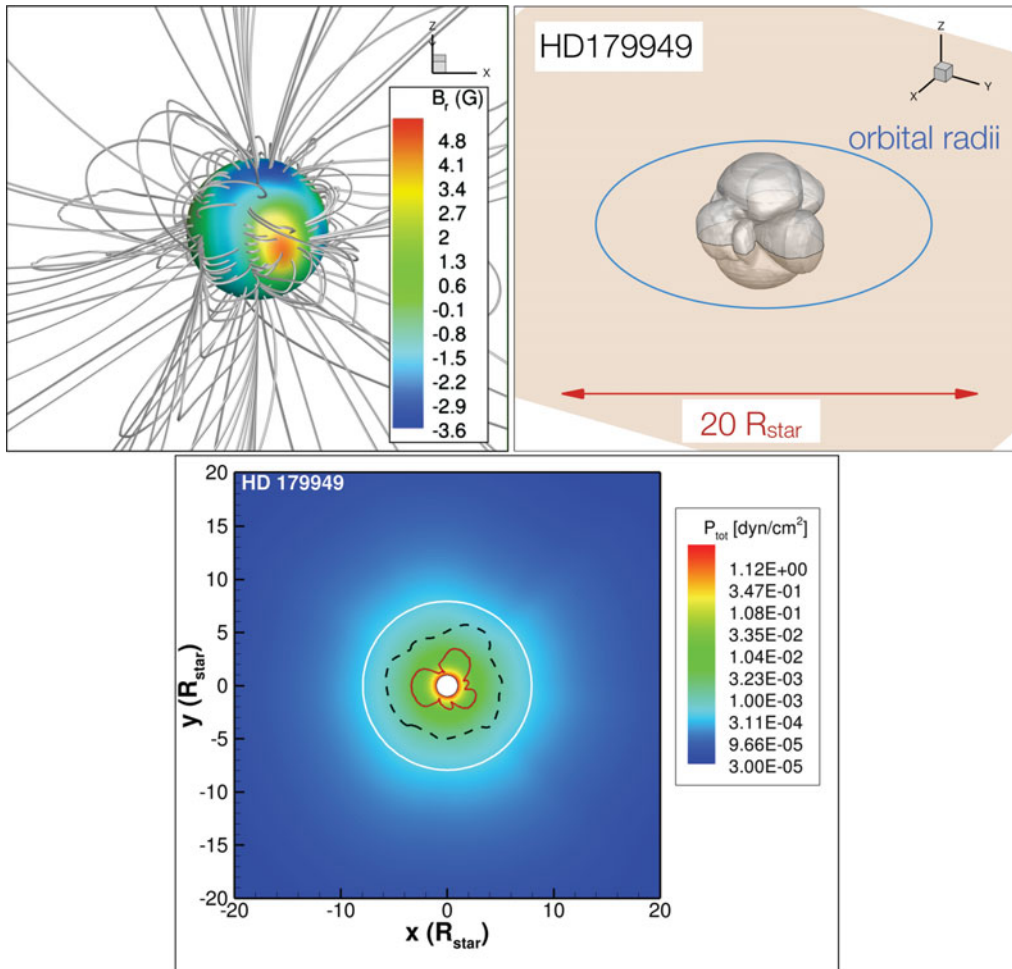 Z
X
B_r (G)
4.8
4.1
3.4
2.7
2
1.3
0.6
-0.1
-0.8
-1.5
-2.2
-2.9
-3.6
HD179949
Z
X
Y
orbital radii
20 R_star
HD 179949
20
15
10
5
0
-5
-10
-15
-20
y (R_star)
-20
-10
0
10
20
x (R_star)
P_tot [dyn/cm²]
1.12E+00
3.47E-01
1.08E-01
3.35E-02
1.04E-02
3.23E-03
1.00E-03
3.11E-04
9.66E-05
3.00E-05